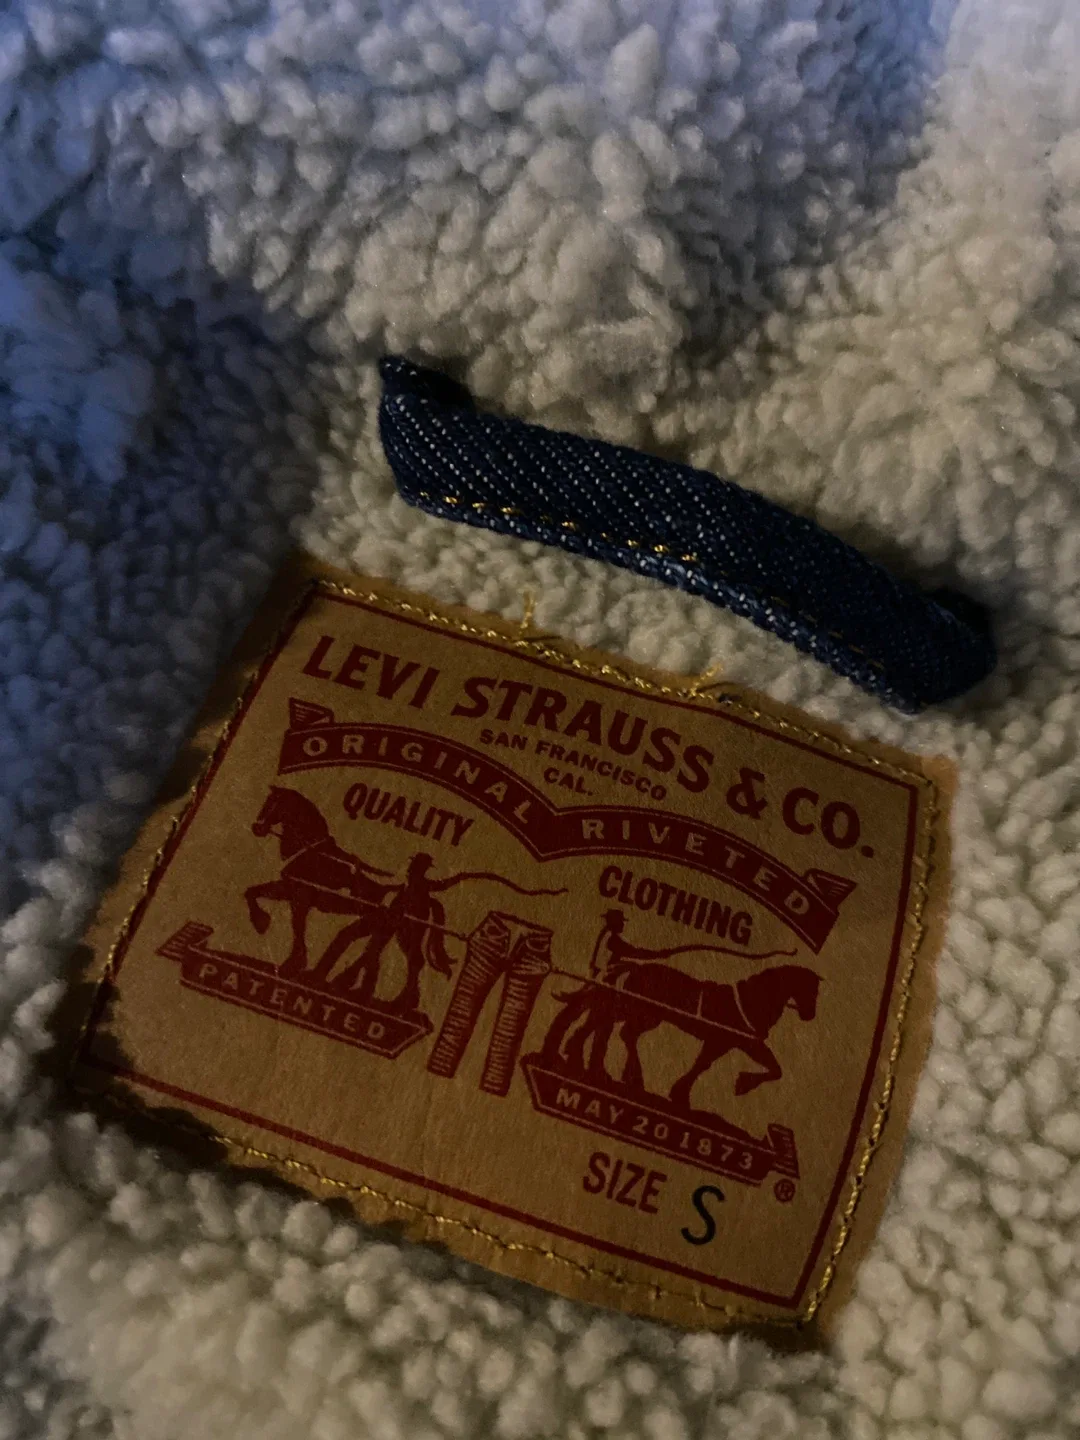 LEVI STRAUSS & CO.
SAN FRANCISCO
CAL.
ORIGINAL RIVETED
QUALITY
CLOTHING
PATENTED
MAY 20 1873
SIZE S
®